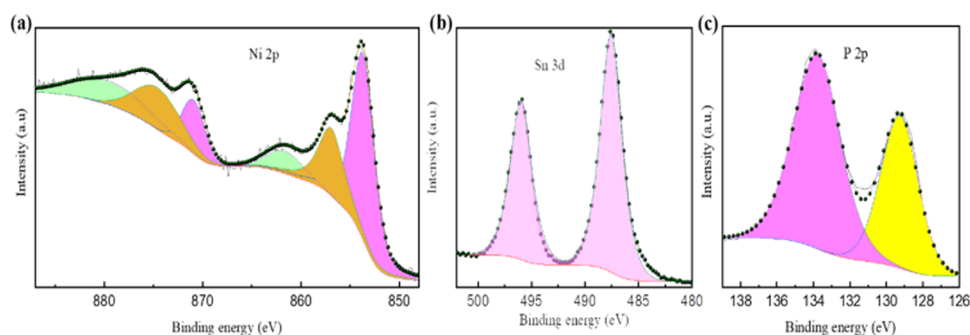 (a)
Ni 2p
Intensity (a.u)
880
870
860
850
Binding energy (eV)
(b)
Sn 3d
Intensity (a.u.)
500
495
490
485
480
Binding energy (eV)
(c)
P 2p
Intensity (a.u.)
138
136
134
132
130
128
126
Binding energy (eV)